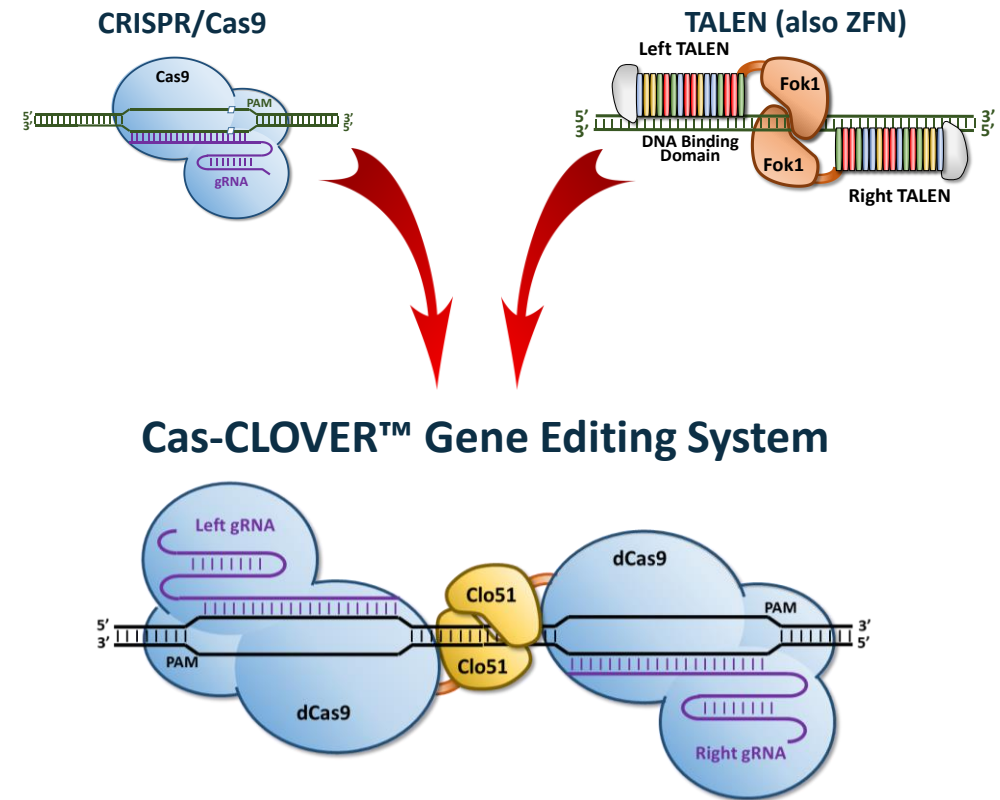 CRISPR/Cas9
TALEN (also ZFN)
Left TALEN
Cas9
Fok1
PAM
5’
3’
3’
5’
5’
3’
3’
5’
DNA Binding
Domain
Fok1
gRNA
Right TALEN
Cas-CLOVER™ Gene Editing System
Left gRNA
dCas9
Clo51
PAM
5’
3’
3’
5’
PAM
Clo51
dCas9
Right gRNA